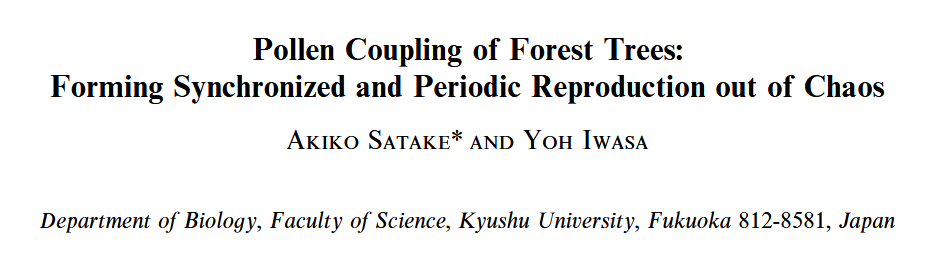 Pollen Coupling of Forest Trees:
Forming Synchronized and Periodic Reproduction out of Chaos
Akiko Satake* and Yoh Iwasa
Department of Biology, Faculty of Science, Kyushu University, Fukuoka 812-8581, Japan